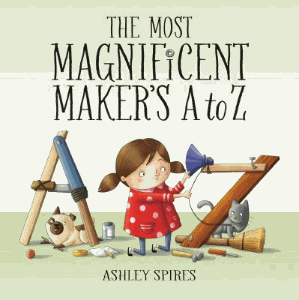 THE MOST
MAGNIFiCENT
MAKER'S A to Z
A Z
ASHLEY SPIRES